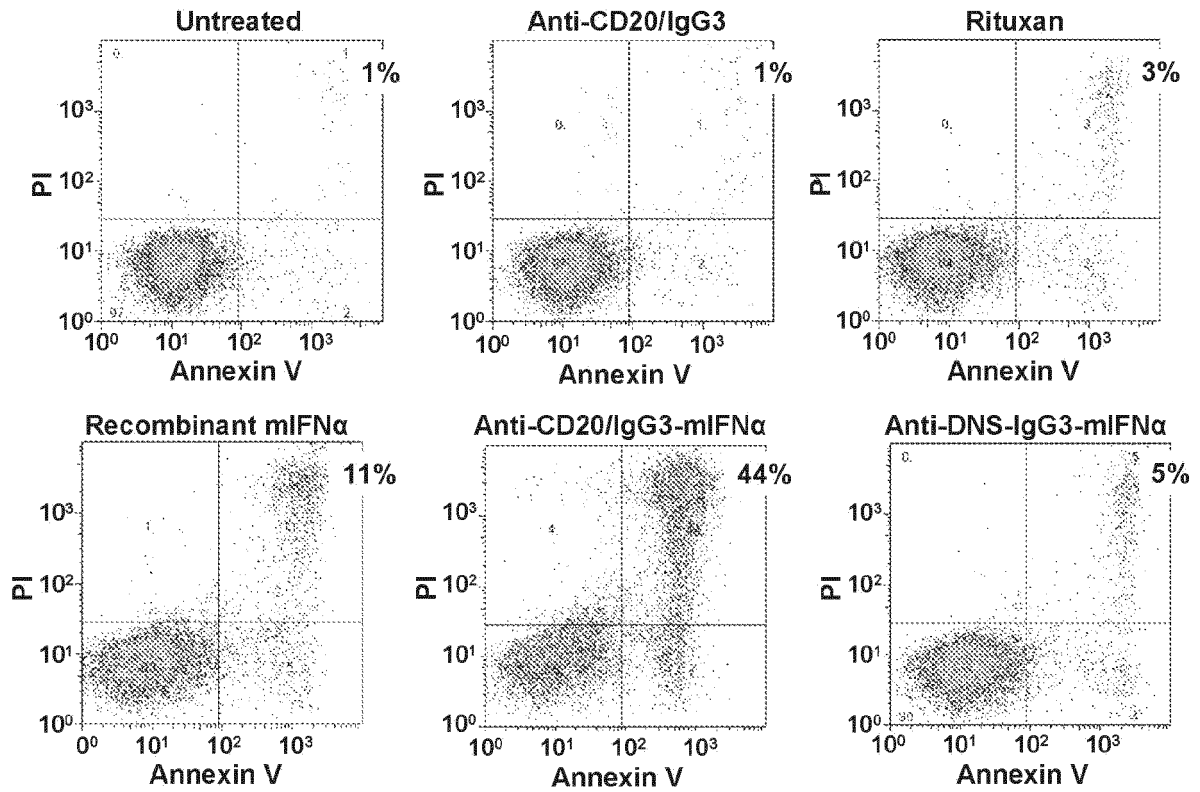 Untreated
Anti-CD20/IgG3
Rituxan
1%
1%
3%
10³
10²
10¹
10⁰
PI
10⁰ 10¹ 10² 10³
Annexin V
10³
10²
10¹
10⁰
PI
10⁰ 10¹ 10² 10³
Annexin V
10³
10²
10¹
10⁰
PI
10⁰ 10¹ 10² 10³
Annexin V
Recombinant mIFNα
Anti-CD20/IgG3-mIFNα
Anti-DNS-IgG3-mIFNα
11%
44%
5%
10³
10²
10¹
10⁰
PI
0⁰ 10¹ 10² 10³
Annexin V
10³
10²
10¹
10⁰
PI
10⁰ 10¹ 10² 10³
Annexin V
10³
10²
10¹
10⁰
PI
10⁰ 10¹ 10² 10³
Annexin V